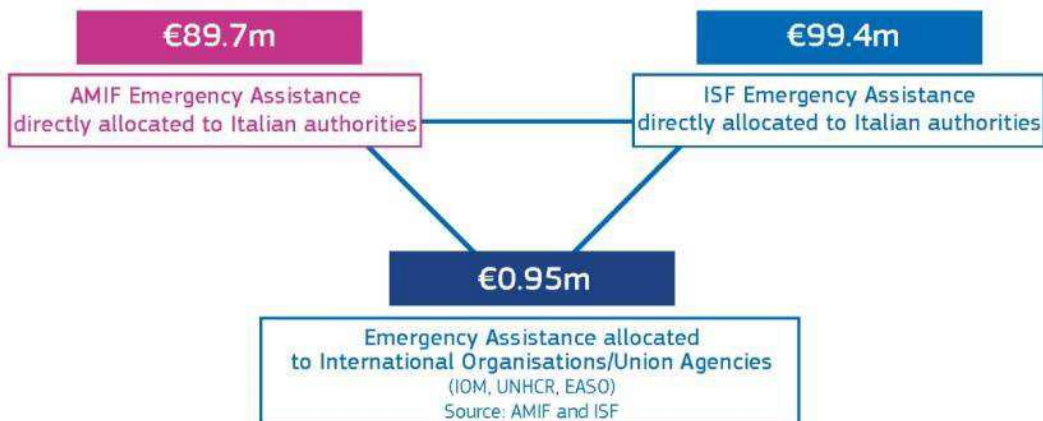 €89.7m
AMIF Emergency Assistance
directly allocated to Italian authorities
€99.4m
ISF Emergency Assistance
directly allocated to Italian authorities
€0.95m
Emergency Assistance allocated
to International Organisations/Union Agencies
(IOM, UNHCR, EASO)
Source: AMIF and ISF